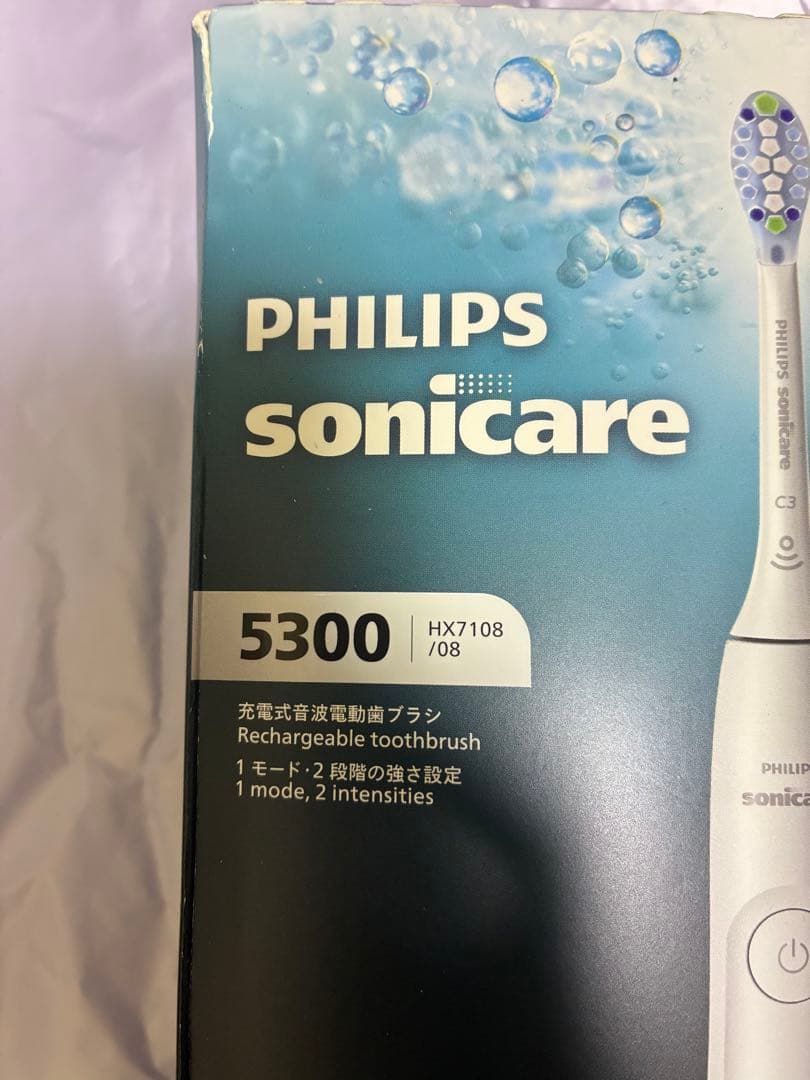 PHILIPS
sonicare
5300
HX7108
/08
充電式音波電動歯ブラシ
Rechargeable toothbrush
1 モード・2 段階の強さ設定
1 mode, 2 intensities
PHILIPS sonicare
C3
PHILIP
sonica